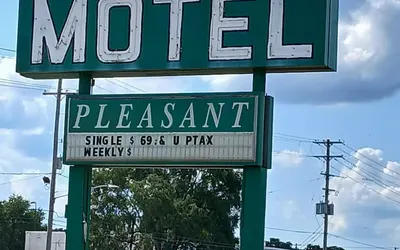 MOTEL
PLEASANT
SINGLE $ 69.& U PTAX
WEEKLY $